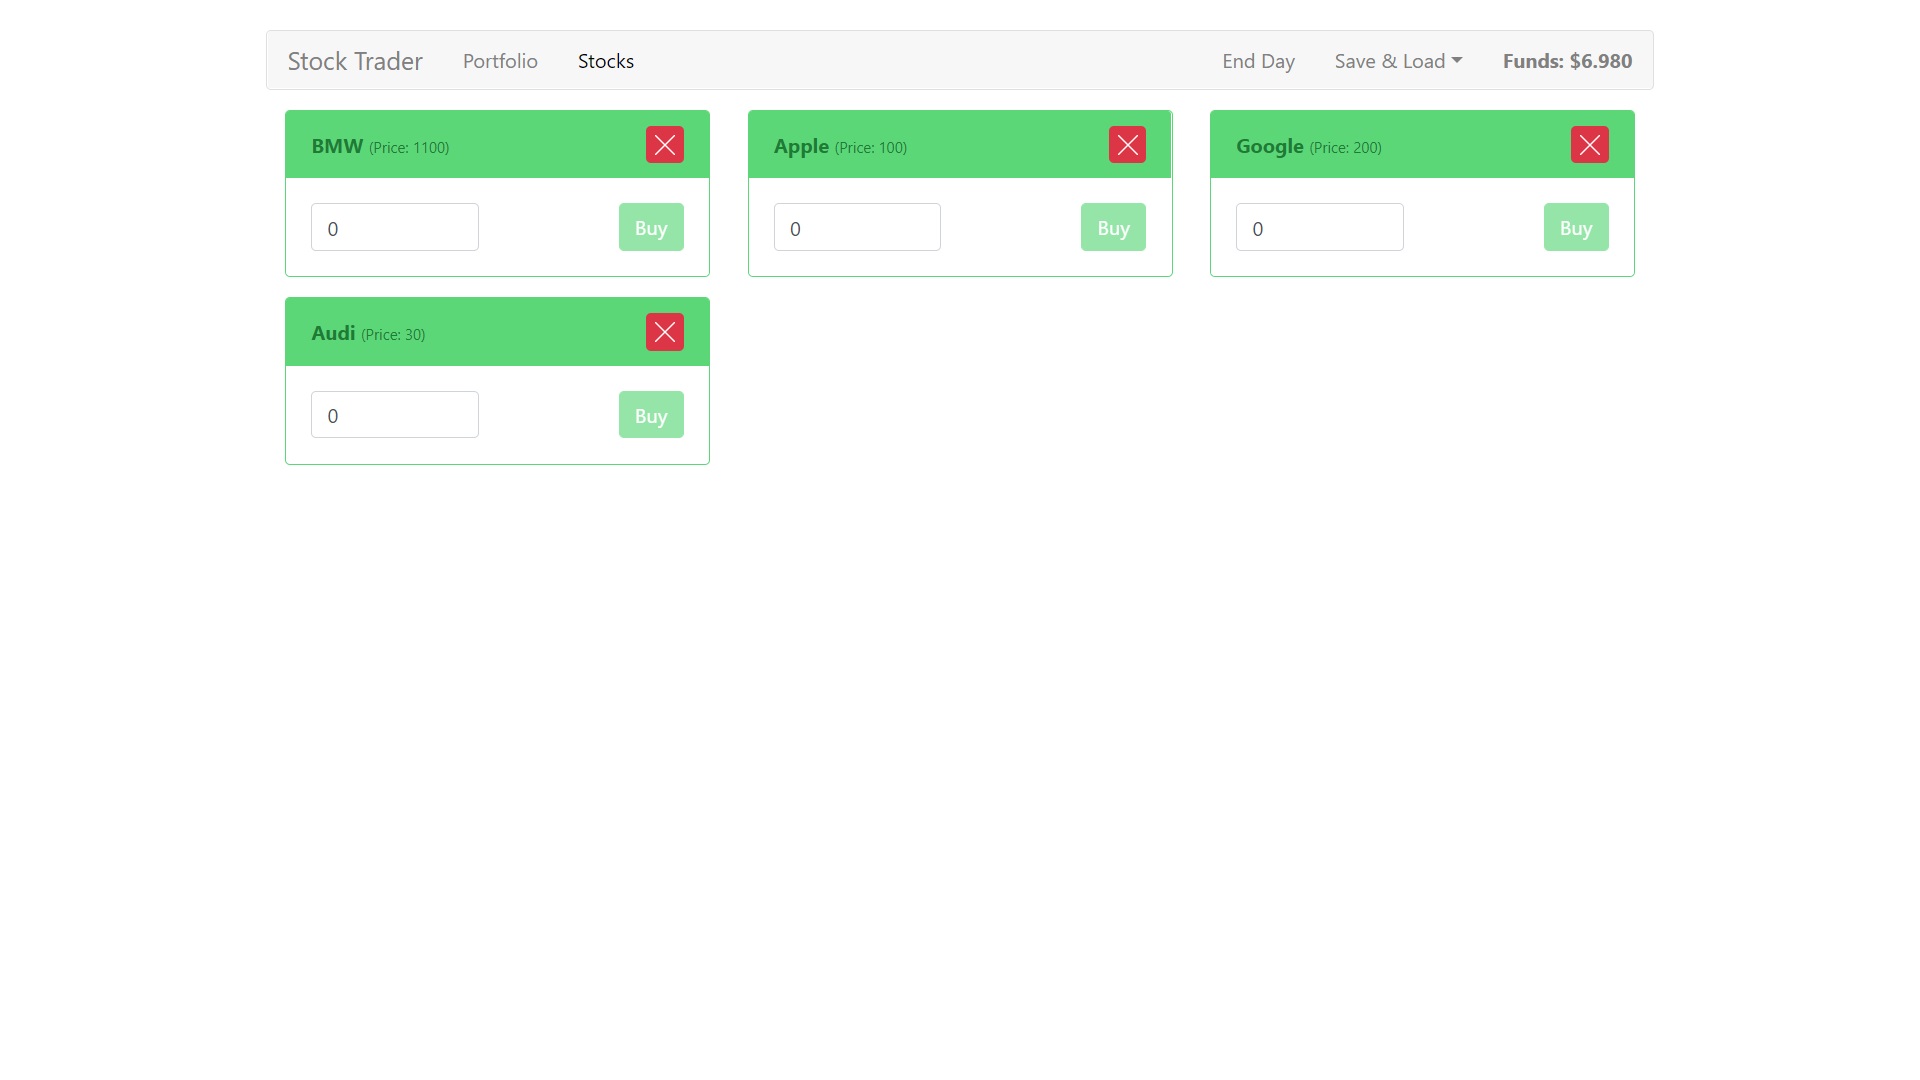 Stock Trader Portfolio Stocks End Day Save & Load Funds: $6.980
BMW (Price: 1100)
0 Buy
Apple (Price: 100)
0 Buy
Google (Price: 200)
0 Buy
Audi (Price: 30)
0 Buy